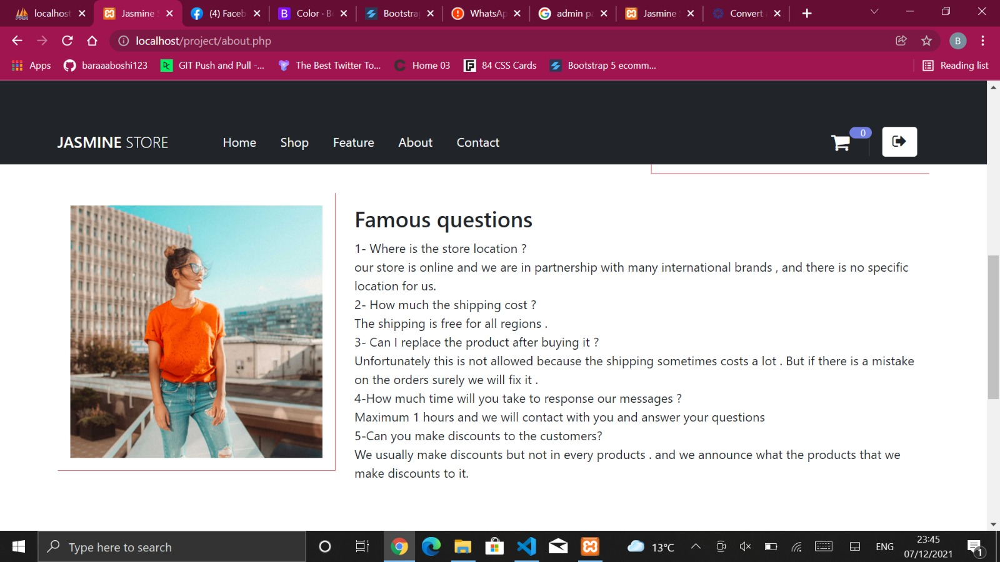 localhost
Jasmine S
(4) Faceb
Color · Bo
Bootstrap
WhatsAp
admin pa
Jasmine
Convert
localhost/project/about.php
B
Apps
baraaaboshi123
GIT Push and Pull -...
The Best Twitter To...
Home 03
84 CSS Cards
Bootstrap 5 ecomm...
Reading list
JASMINE STORE
Home
Shop
Feature
About
Contact
0
Famous questions
1- Where is the store location ?
our store is online and we are in partnership with many international brands , and there is no specific
location for us.
2- How much the shipping cost ?
The shipping is free for all regions .
3- Can I replace the product after buying it ?
Unfortunately this is not allowed because the shipping sometimes costs a lot . But if there is a mistake
on the orders surely we will fix it .
4-How much time will you take to response our messages ?
Maximum 1 hours and we will contact with you and answer your questions
5-Can you make discounts to the customers?
We usually make discounts but not in every products . and we announce what the products that we
make discounts to it.
Type here to search
13°C
ENG
23:45
07/12/2021
1